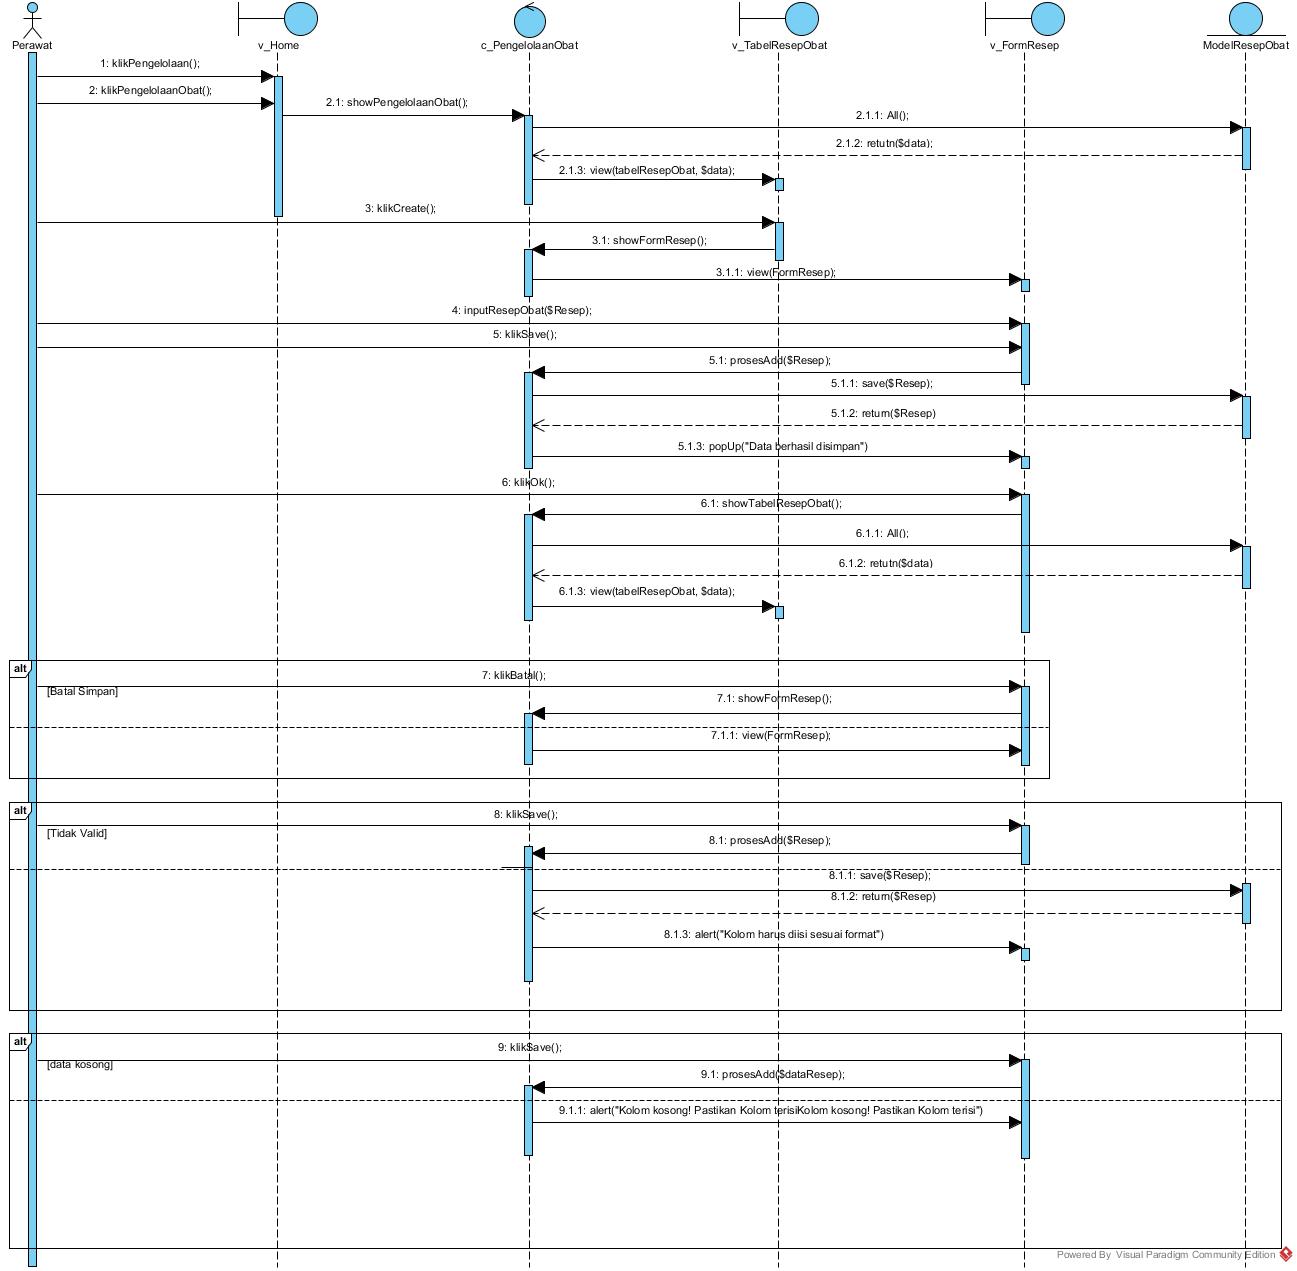 Perawat
v_Home
c_PengelolaanObat
v_TabelResepObat
v_FormResep
ModelResepObat
1: klikPengelolaan();
2: klikPengelolaanObat();
2.1: showPengelolaanObat();
2.1.1: All();
2.1.2: retutn($data);
2.1.3: view(tabelResepObat, $data);
3: klikCreate();
3.1: showFormResep();
3.1.1: view(FormResep);
4: inputResepObat($Resep);
5: klikSave();
5.1: prosesAdd($Resep);
5.1.1: save($Resep);
5.1.2: return($Resep)
5.1.3: popUp("Data berhasil disimpan")
6: klikOk();
6.1: showTabelResepObat();
6.1.1: All();
6.1.2: retutn($data)
6.1.3: view(tabelResepObat, $data);
alt
7: klikBatal();
[Batal Simpan]
7.1: showFormResep();
7.1.1: view(FormResep);
alt
8: klikSave();
[Tidak Valid]
8.1: prosesAdd($Resep);
8.1.1: save($Resep);
8.1.2: return($Resep)
8.1.3: alert("Kolom harus diisi sesuai format")
alt
9: klikSave();
[data kosong]
9.1: prosesAdd($dataResep);
9.1.1: alert("Kolom kosong! Pastikan Kolom terisiKolom kosong! Pastikan Kolom terisi")
Powered By Visual Paradigm Community Edition